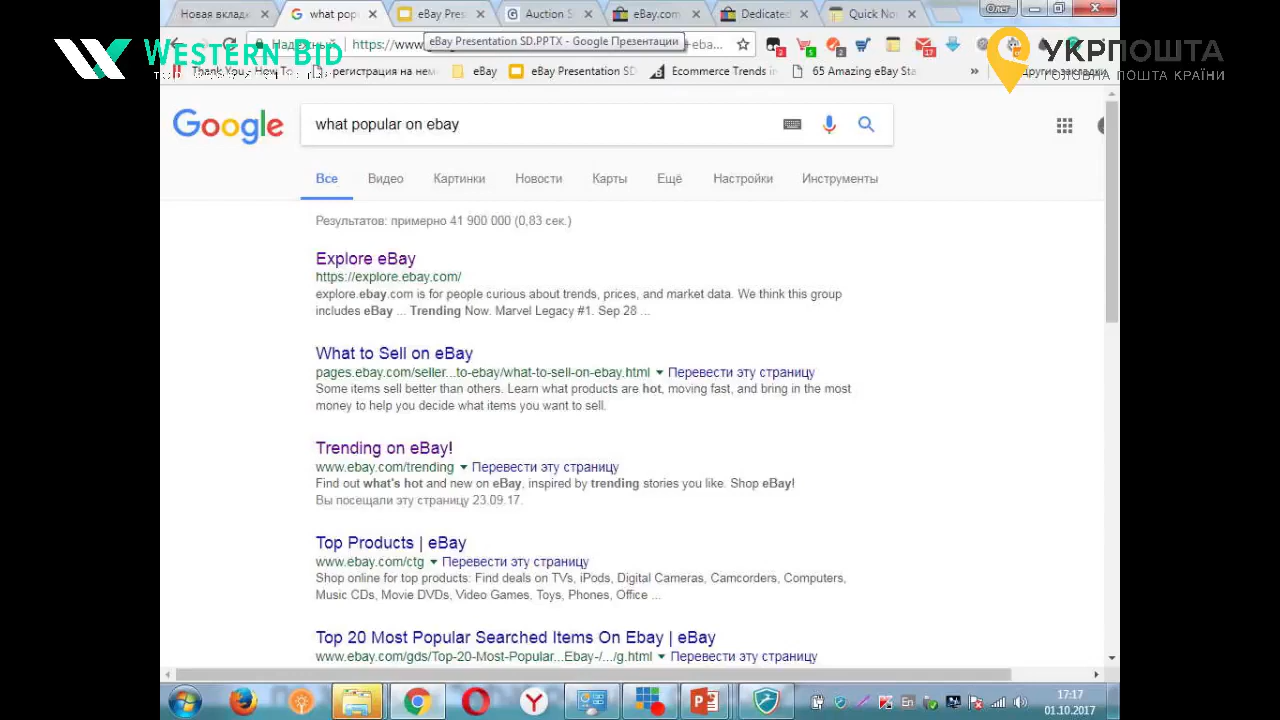 Новая вкладк
what pop
eBay Pres
Auction S
eBay.com
Dedicated
Quick No
Олег
Надежный
https://www
eBay Presentation SD.PPTX - Google Презентации
+eba...
WESTERN BID
УКРПОШТА
ГОЛОВНА ПОШТА КРАЇНИ
Thank You, How To
регистрация на нем
eBay
eBay Presentation SD
Ecommerce Trends in
65 Amazing eBay Sta
»
Другие закладки
Google
what popular on ebay
Все
Видео
Картинки
Новости
Карты
Ещё
Настройки
Инструменты
Результатов: примерно 41 900 000 (0,83 сек.)
Explore eBay
https://explore.ebay.com/
explore.ebay.com is for people curious about trends, prices, and market data. We think this group
includes eBay ... Trending Now. Marvel Legacy #1. Sep 28 ...
What to Sell on eBay
pages.ebay.com/seller...to-ebay/what-to-sell-on-ebay.html ▼ Перевести эту страницу
Some items sell better than others. Learn what products are hot, moving fast, and bring in the most
money to help you decide what items you want to sell.
Trending on eBay!
www.ebay.com/trending ▼ Перевести эту страницу
Find out what's hot and new on eBay, inspired by trending stories you like. Shop eBay!
Вы посещали эту страницу 23.09.17.
Top Products | eBay
www.ebay.com/ctg ▼ Перевести эту страницу
Shop online for top products: Find deals on TVs, iPods, Digital Cameras, Camcorders, Computers,
Music CDs, Movie DVDs, Video Games, Toys, Phones, Office ...
Top 20 Most Popular Searched Items On Ebay | eBay
www.ebay.com/gds/Top-20-Most-Popular...Ebay-/.../g.html ▼ Перевести эту страницу
En
17:17
01.10.2017